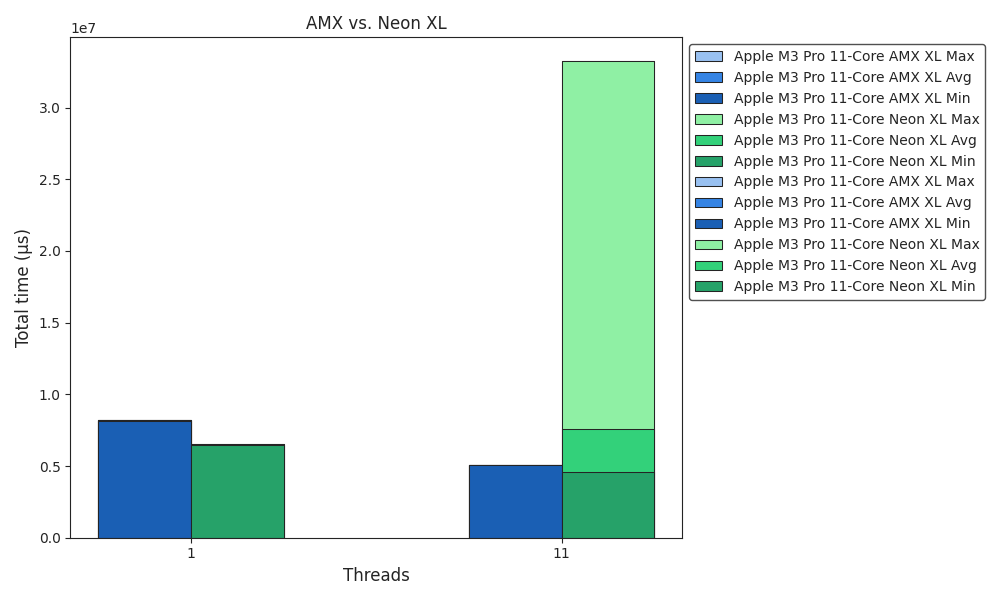 AMX vs. Neon XL
1e7
3.0
2.5
2.0
1.5
1.0
0.5
0.0
Total time (µs)
1
11
Threads
Apple M3 Pro 11-Core AMX XL Max
Apple M3 Pro 11-Core AMX XL Avg
Apple M3 Pro 11-Core AMX XL Min
Apple M3 Pro 11-Core Neon XL Max
Apple M3 Pro 11-Core Neon XL Avg
Apple M3 Pro 11-Core Neon XL Min
Apple M3 Pro 11-Core AMX XL Max
Apple M3 Pro 11-Core AMX XL Avg
Apple M3 Pro 11-Core AMX XL Min
Apple M3 Pro 11-Core Neon XL Max
Apple M3 Pro 11-Core Neon XL Avg
Apple M3 Pro 11-Core Neon XL Min